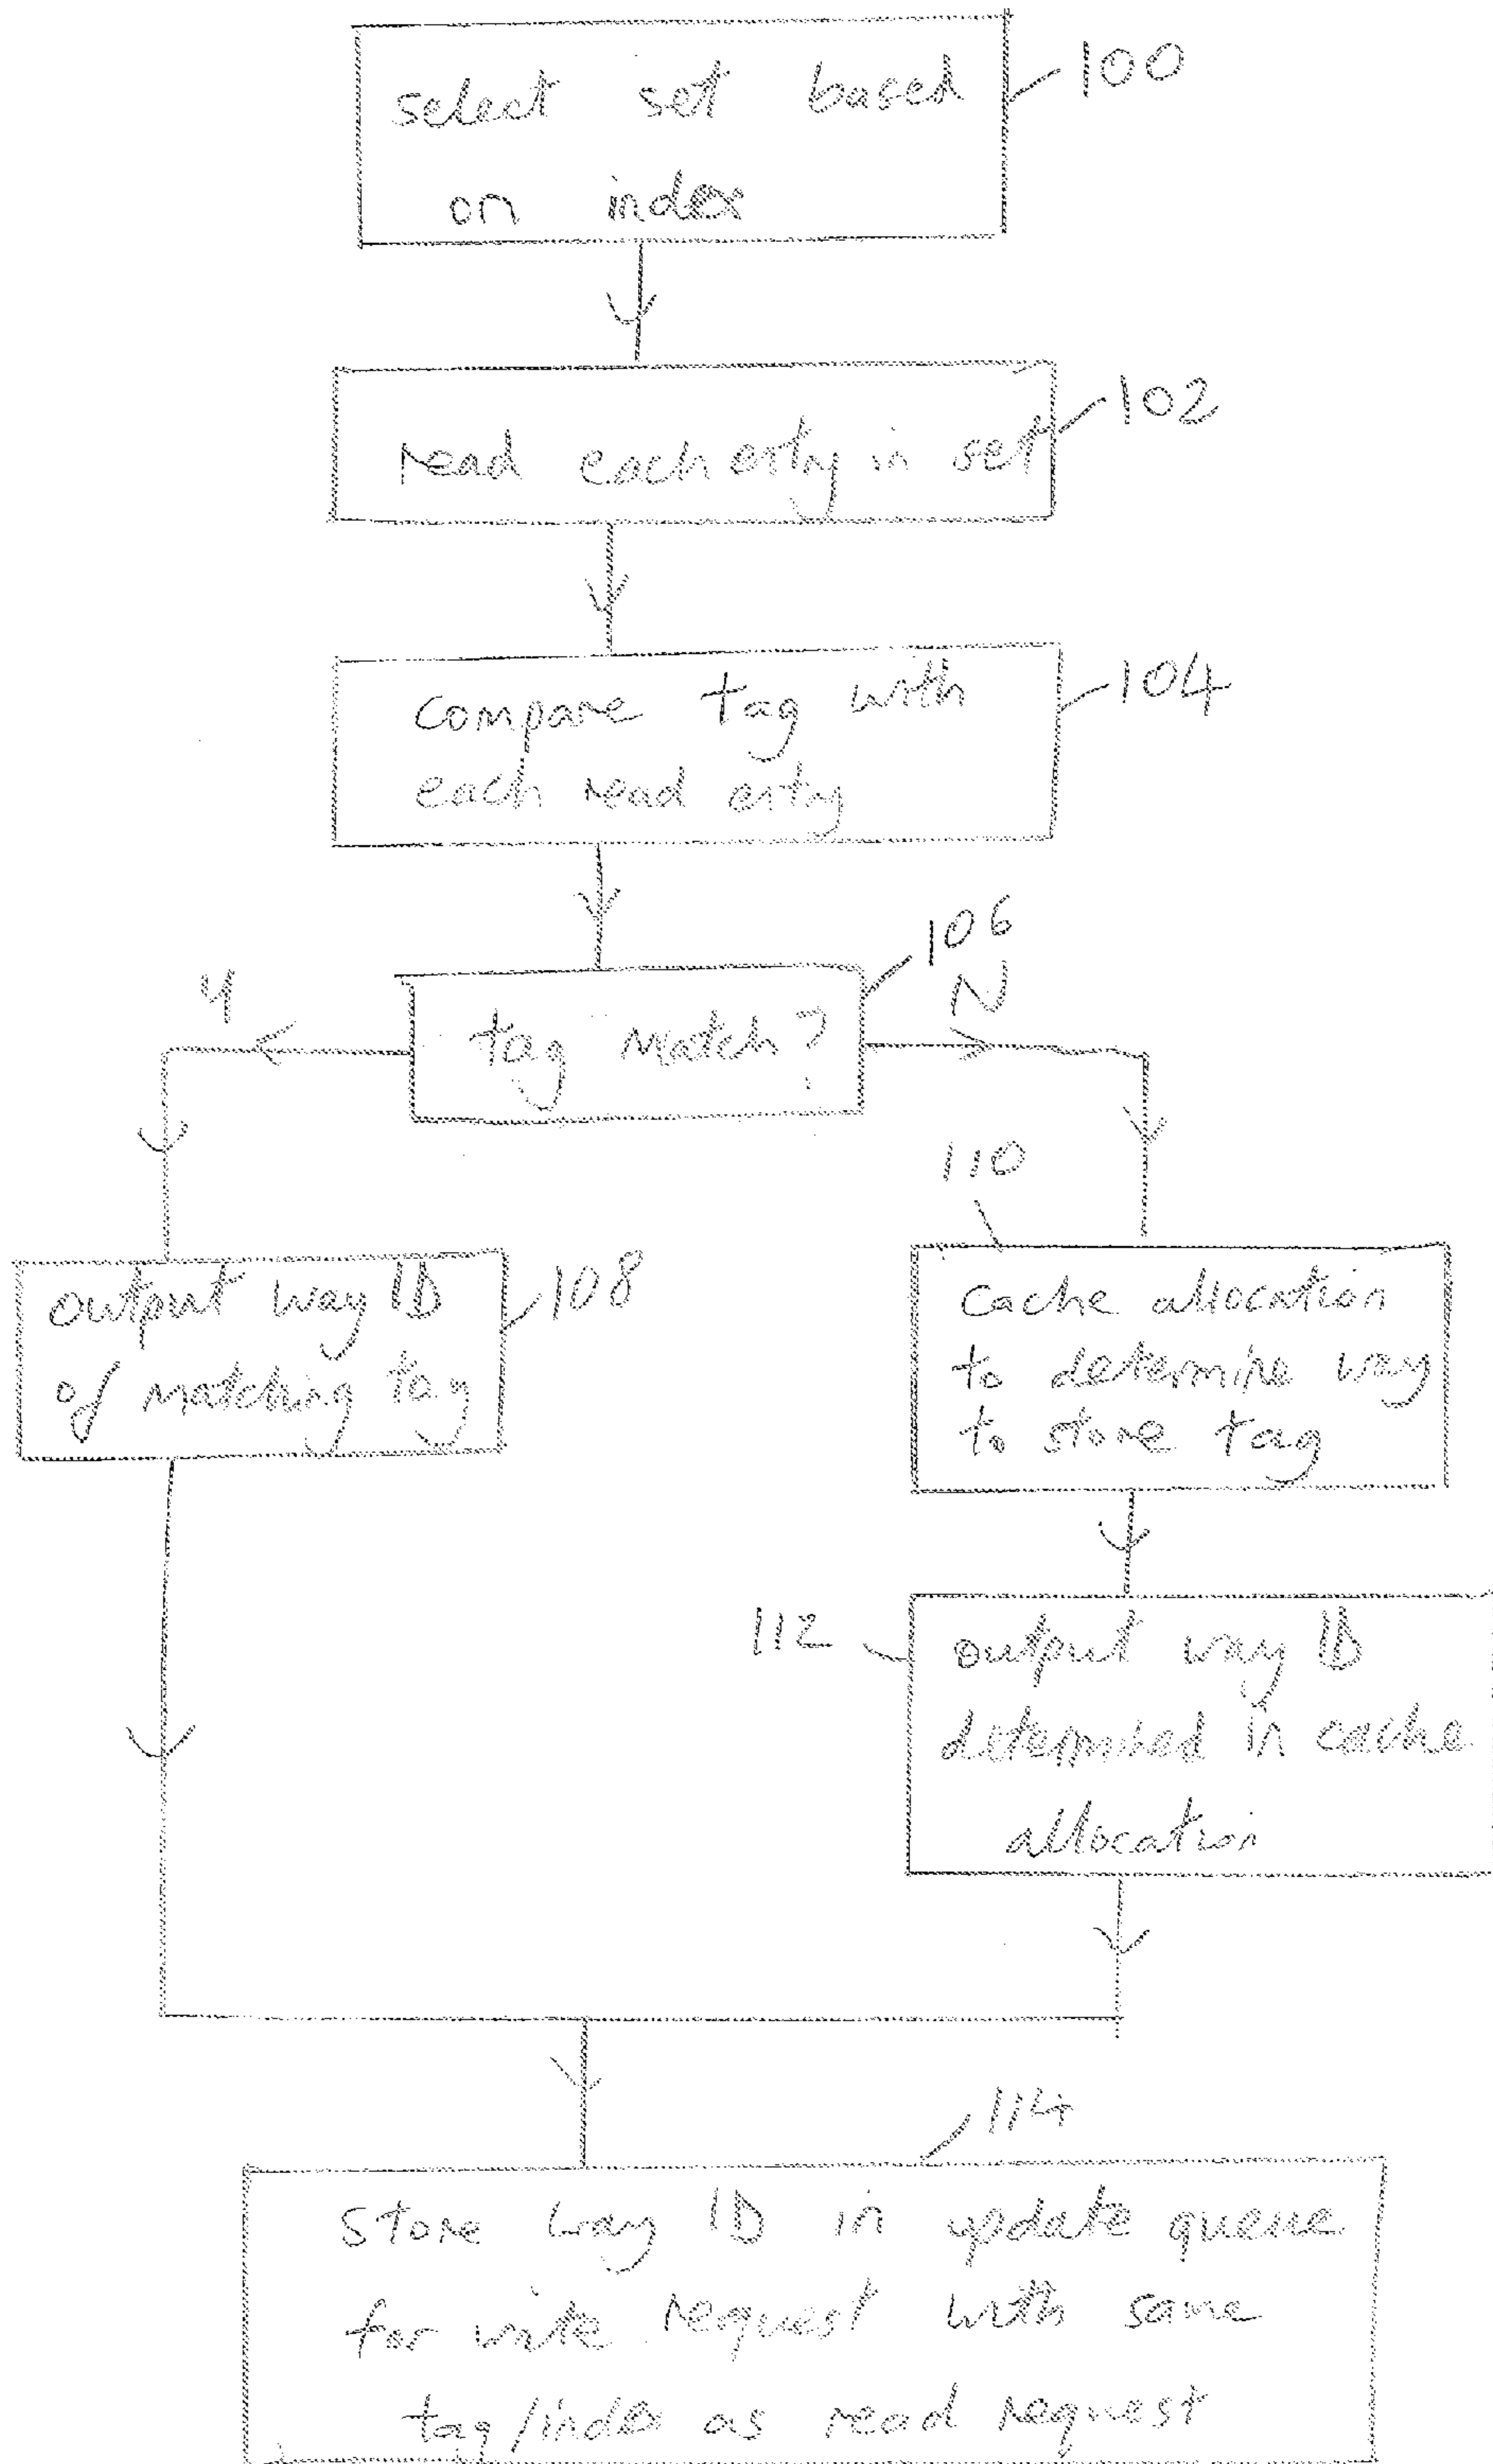 select set based
on index
100
read each entry in set
102
compare tag with
each read entry
104
106
Y
tag match?
N
output way ID
of matching tag
108
110
cache allocation
to determine way
to store tag
112
output way ID
determined in cache
allocation
114
store way ID in update queue
for write request with same
tag/index as read request